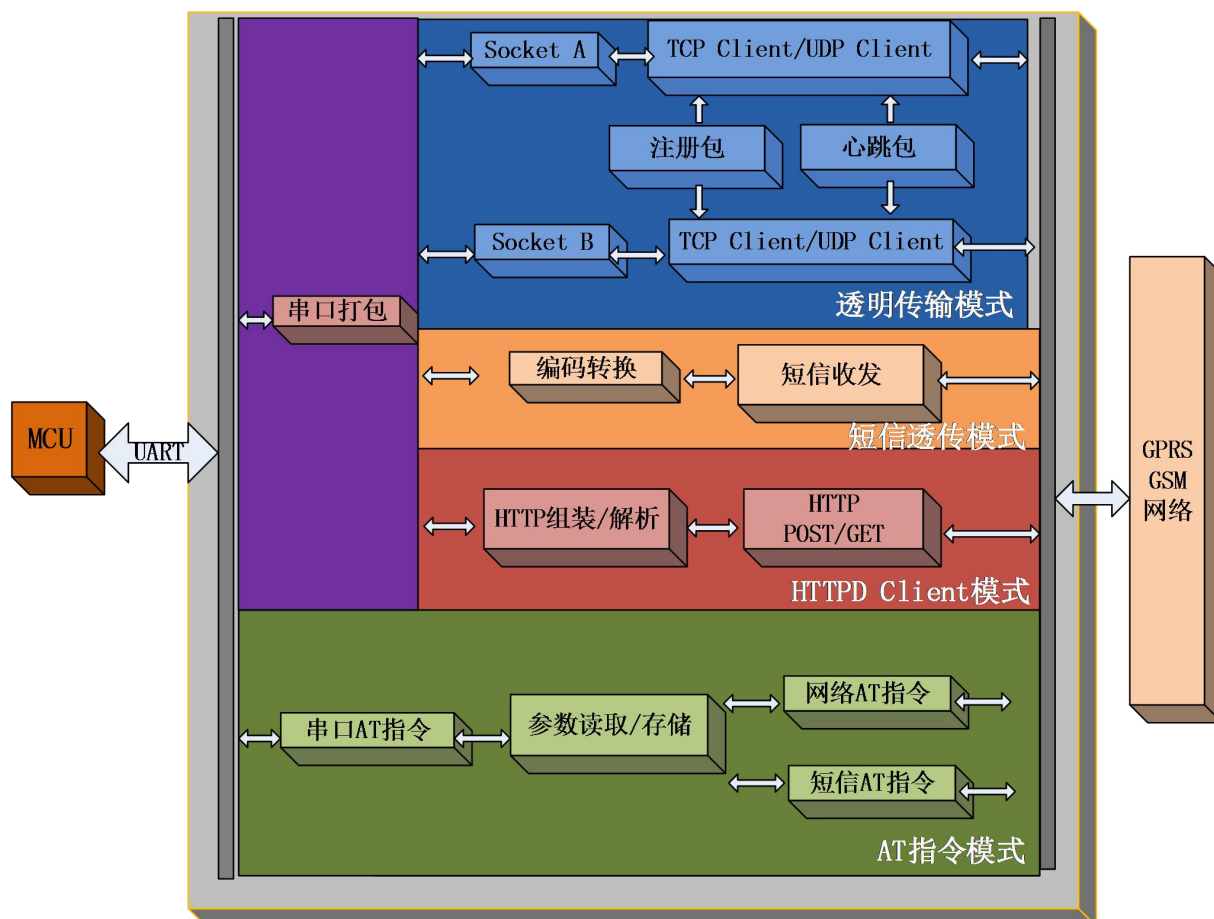 Socket A
TCP Client/UDP Client
注册包
心跳包
Socket B
TCP Client/UDP Client
透明传输模式
串口打包
编码转换
短信收发
短信透传模式
MCU
UART
HTTP组装/解析
HTTP
POST/GET
HTTPD Client模式
GPRS
GSM
网络
串口AT指令
参数读取/存储
网络AT指令
短信AT指令
AT指令模式